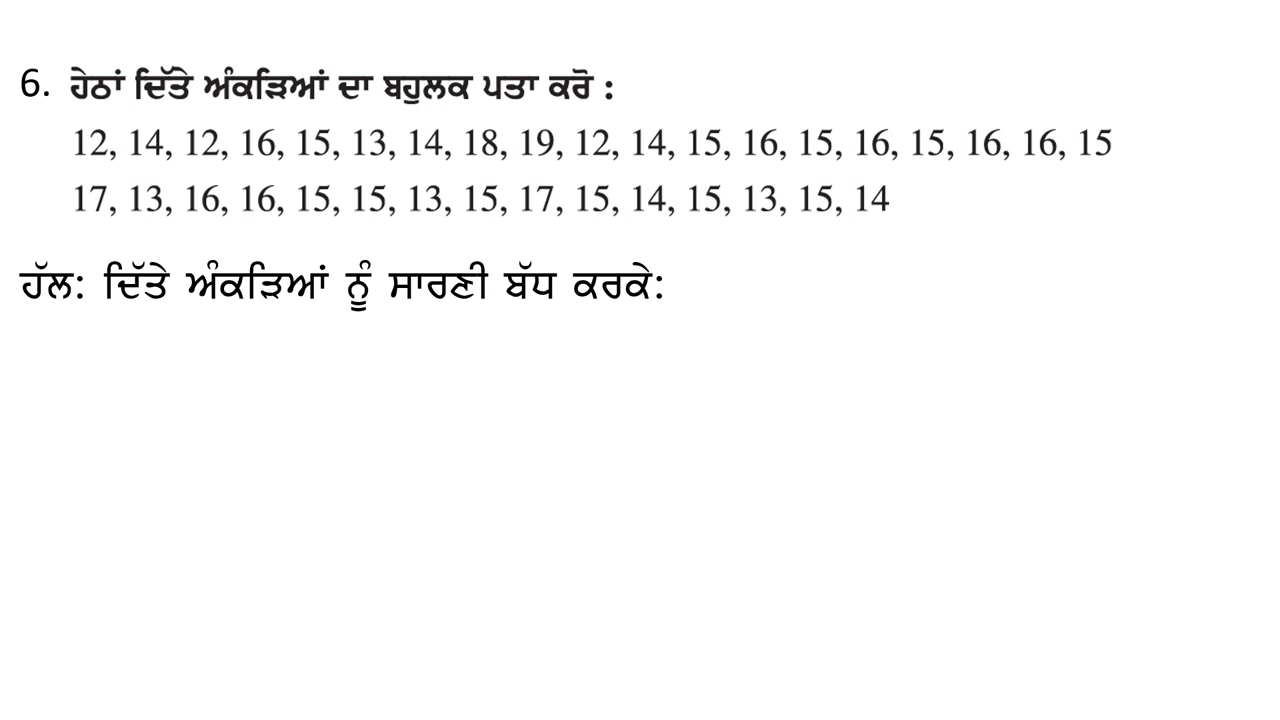 6. ਹੇਠਾਂ ਦਿੱਤੇ ਅੰਕੜਿਆਂ ਦਾ ਬਹੁਲਕ ਪਤਾ ਕਰੋ :
12, 14, 12, 16, 15, 13, 14, 18, 19, 12, 14, 15, 16, 15, 16, 15, 16, 16, 15
17, 13, 16, 16, 15, 15, 13, 15, 17, 15, 14, 15, 13, 15, 14
ਹੱਲ: ਦਿੱਤੇ ਅੰਕੜਿਆਂ ਨੂੰ ਸਾਰਣੀ ਬੱਧ ਕਰਕੇ: